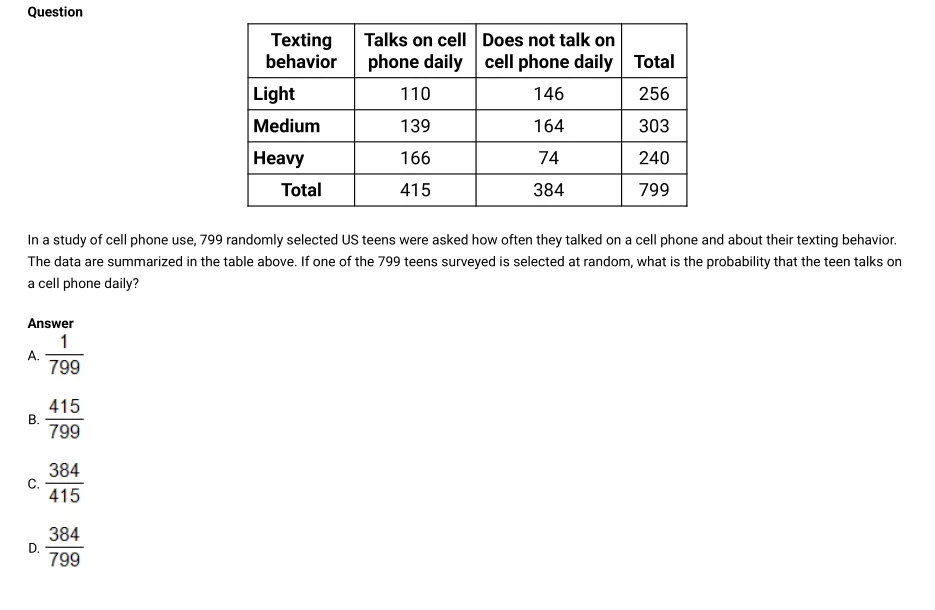 Question
Texting behavior Talks on cell phone daily Does not talk on cell phone daily Total
Light 110 146 256
Medium 139 164 303
Heavy 166 74 240
Total 415 384 799
In a study of cell phone use, 799 randomly selected US teens were asked how often they talked on a cell phone and about their texting behavior.
The data are summarized in the table above. If one of the 799 teens surveyed is selected at random, what is the probability that the teen talks on
a cell phone daily?
Answer
A. 1/799
B. 415/799
C. 384/415
D. 384/799